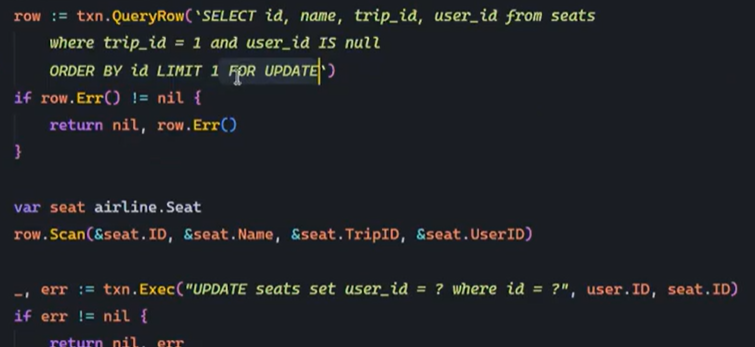 row := txn.QueryRow(`SELECT id, name, trip_id, user_id from seats
where trip_id = 1 and user_id IS null
ORDER BY id LIMIT 1 FOR UPDATE`)
if row.Err() != nil {
return nil, row.Err()
}
var seat airline.Seat
row.Scan(&seat.ID, &seat.Name, &seat.TripID, &seat.UserID)
_, err := txn.Exec("UPDATE seats set user_id = ? where id = ?", user.ID, seat.ID)
if err != nil {
return nil, err